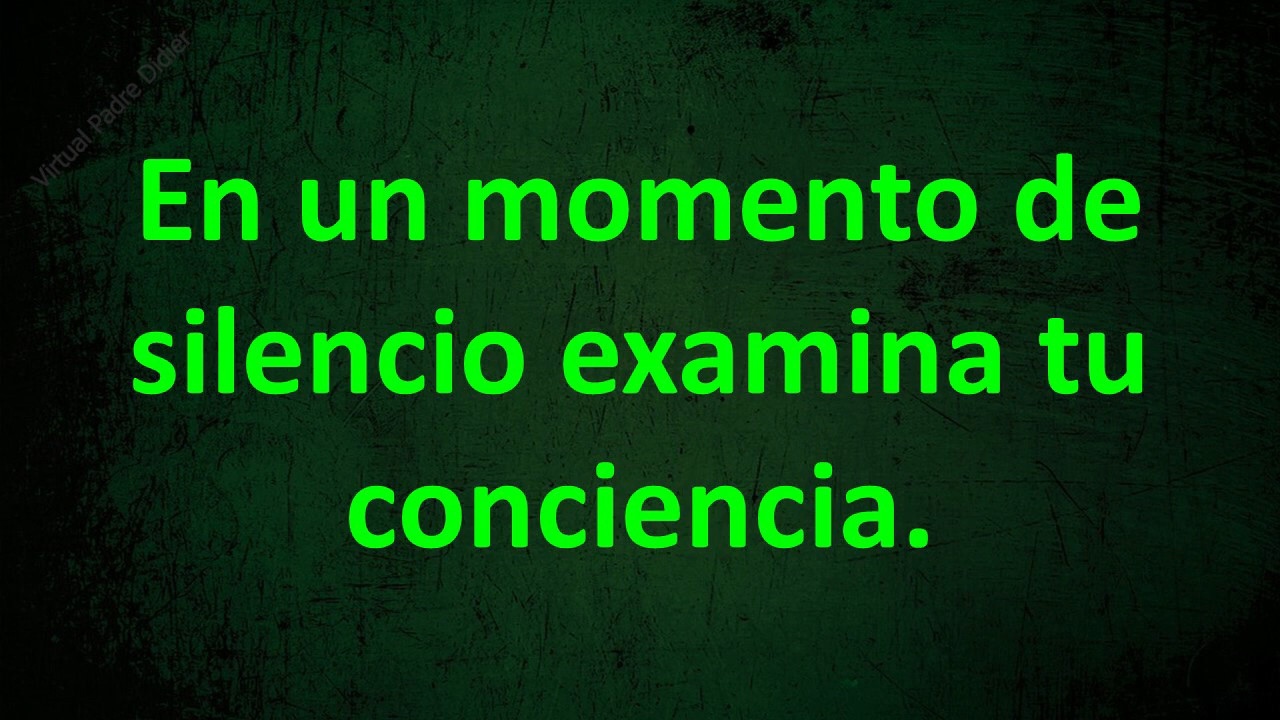 Virtual Padre Didier
En un momento de
silencio examina tu
conciencia.